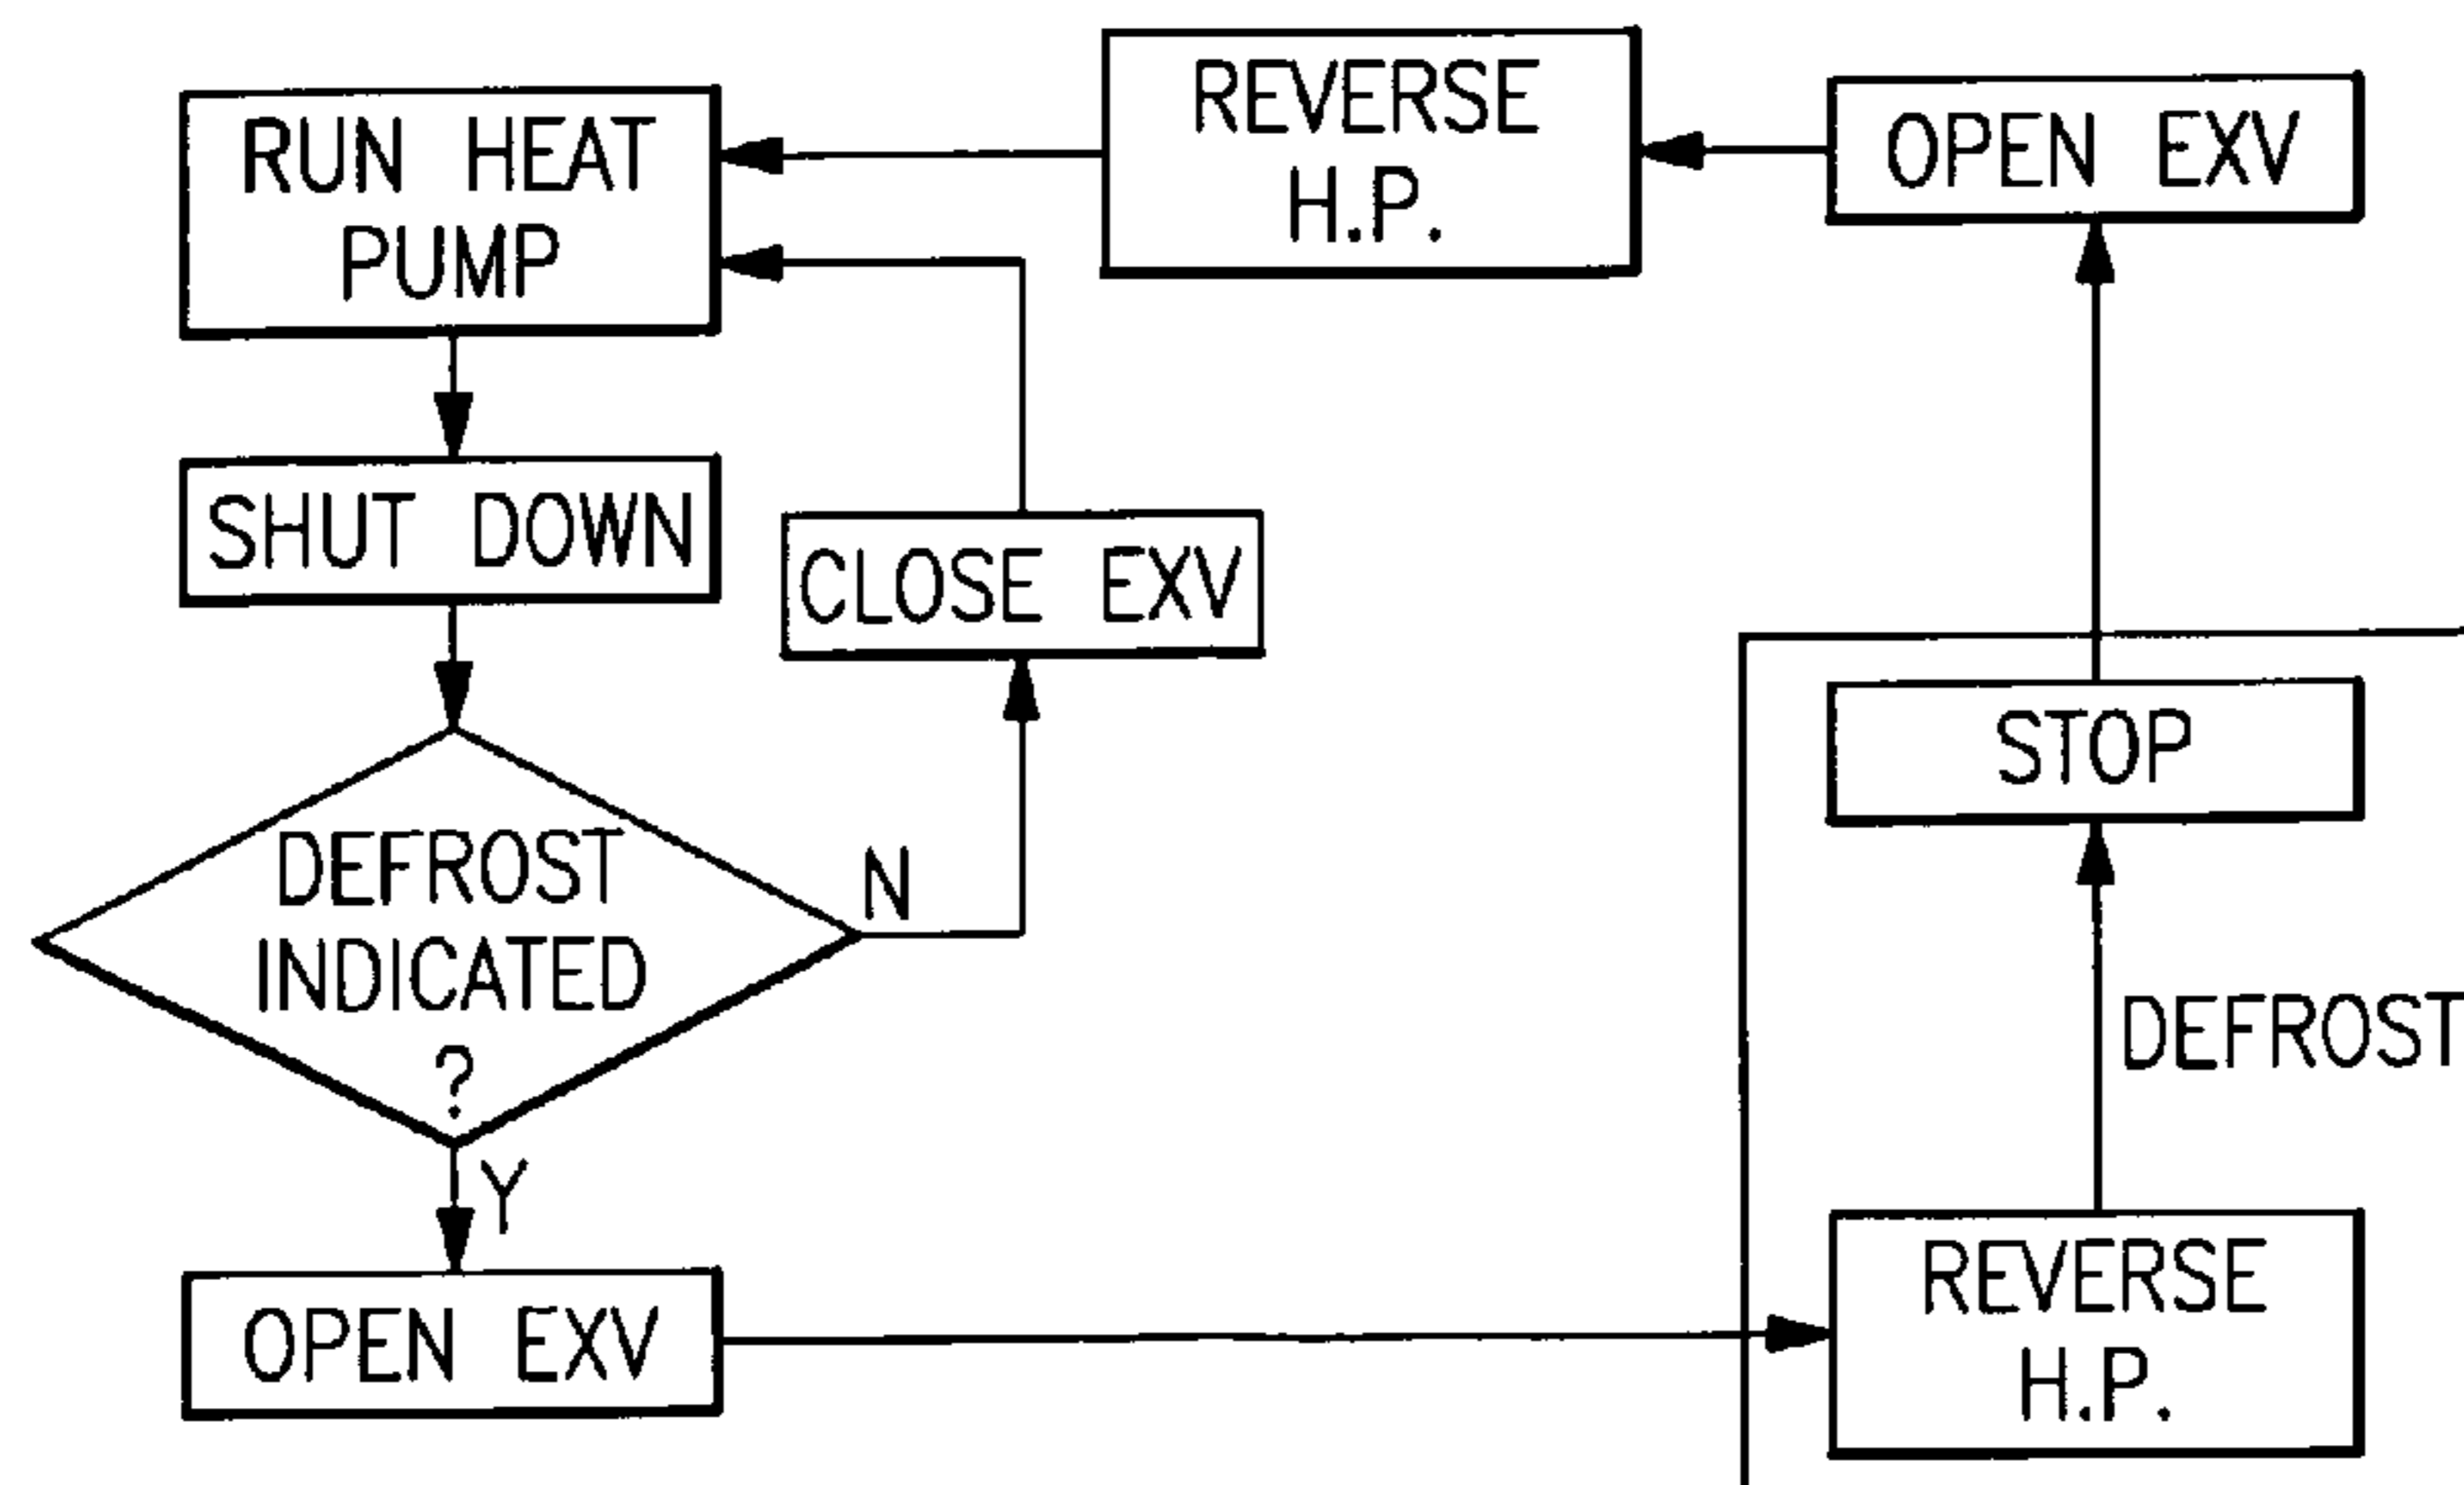 RUN HEAT
PUMP
REVERSE
H.P.
OPEN EXV
SHUT DOWN
CLOSE EXV
STOP
DEFROST
INDICATED
?
N
Y
DEFROST
OPEN EXV
REVERSE
H.P.